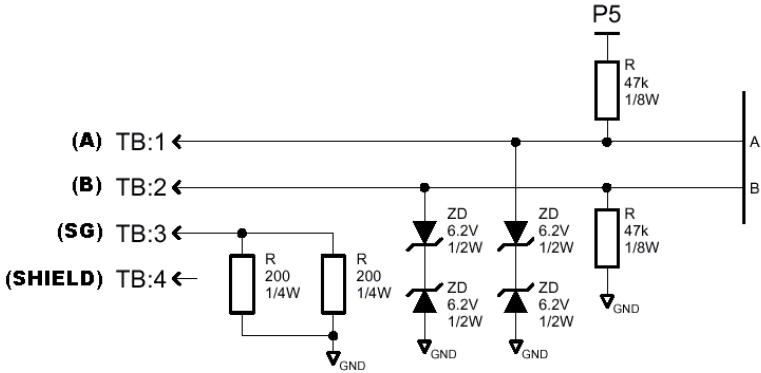 P5
R
47k
1/8W
(A) TB:1
A
(B) TB:2
B
(SG) TB:3
(SHIELD) TB:4
R
200
1/4W
R
200
1/4W
GND
ZD
6.2V
1/2W
ZD
6.2V
1/2W
GND
ZD
6.2V
1/2W
ZD
6.2V
1/2W
GND
R
47k
1/8W
GND